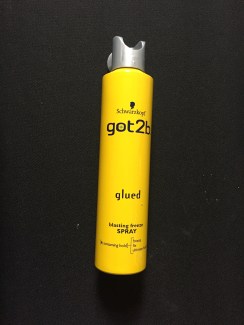 Schwarzkopf
got2b
glued
blasting freeze
SPRAY